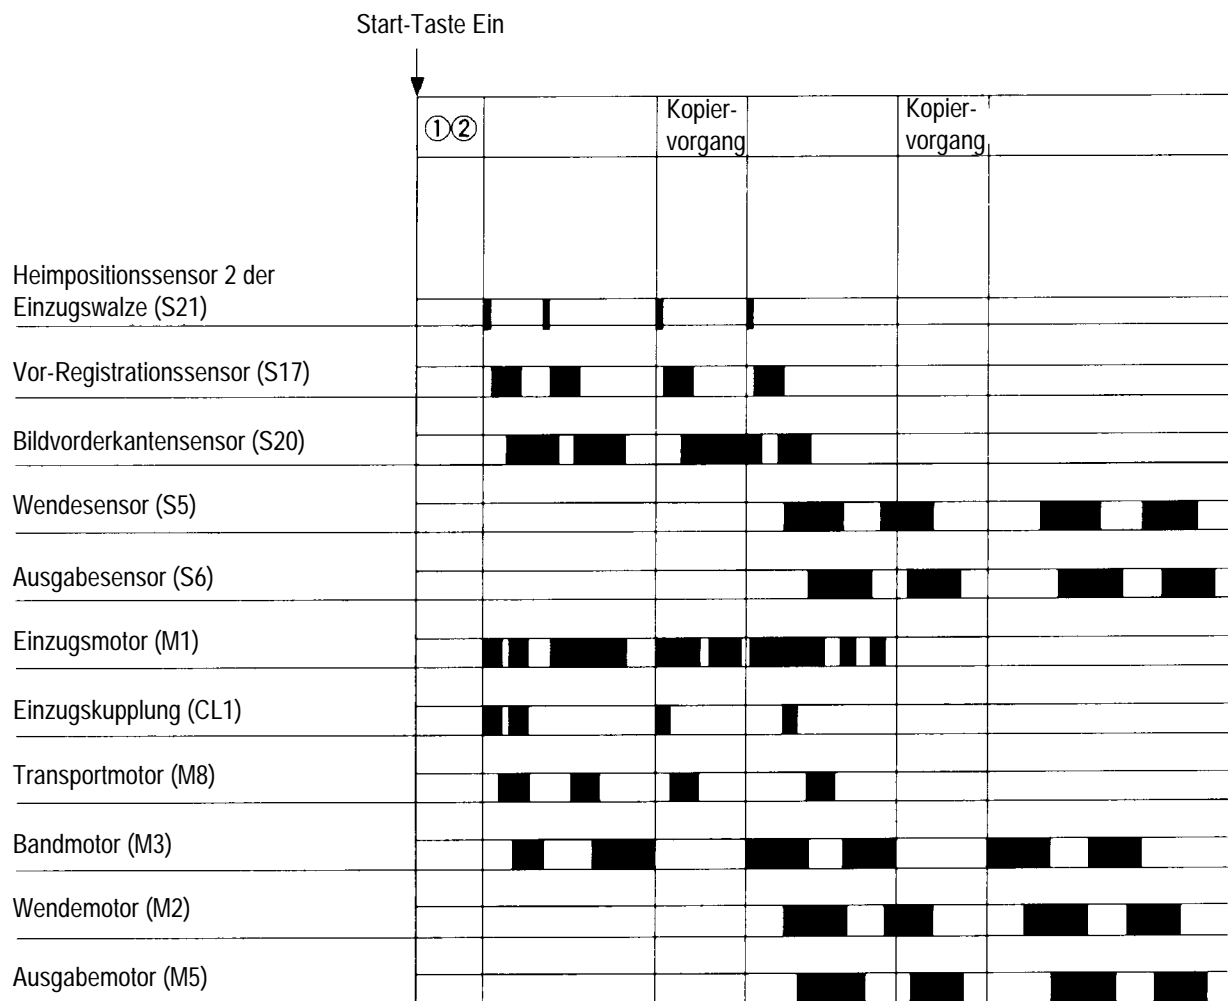 Start-Taste Ein
①②
Kopier-
vorgang
Kopier-
vorgang
Heimpositionssensor 2 der
Einzugswalze (S21)
Vor-Registrationssensor (S17)
Bildvorderkantensensor (S20)
Wendesensor (S5)
Ausgabesensor (S6)
Einzugsmotor (M1)
Einzugskupplung (CL1)
Transportmotor (M8)
Bandmotor (M3)
Wendemotor (M2)
Ausgabemotor (M5)